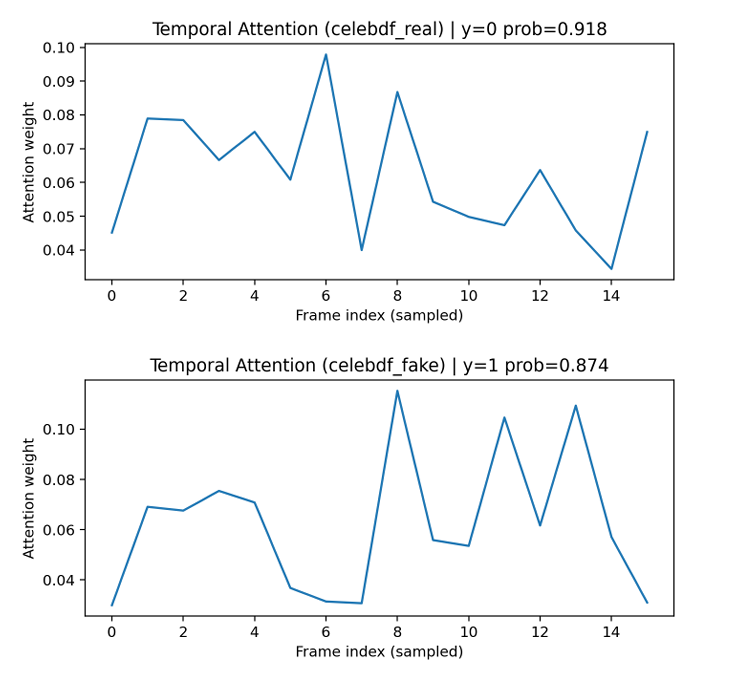 Temporal Attention (celebdf_real) | y=0 prob=0.918
0.10
0.09
0.08
0.07
0.06
0.05
0.04
Attention weight
0 2 4 6 8 10 12 14
Frame index (sampled)
Temporal Attention (celebdf_fake) | y=1 prob=0.874
0.10
0.08
0.06
0.04
Attention weight
0 2 4 6 8 10 12 14
Frame index (sampled)